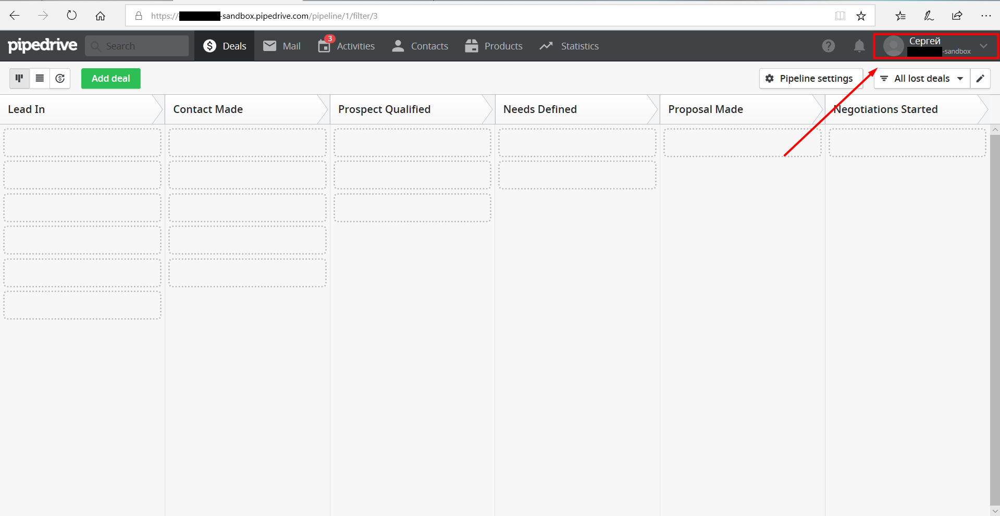 https://-sandbox.pipedrive.com/pipeline/1/filter/3
pipedrive
Search
Deals
Mail
3
Activities
Contacts
Products
Statistics
?
Сергей
-sandbox
Add deal
Pipeline settings
All lost deals
Lead In
Contact Made
Prospect Qualified
Needs Defined
Proposal Made
Negotiations Started